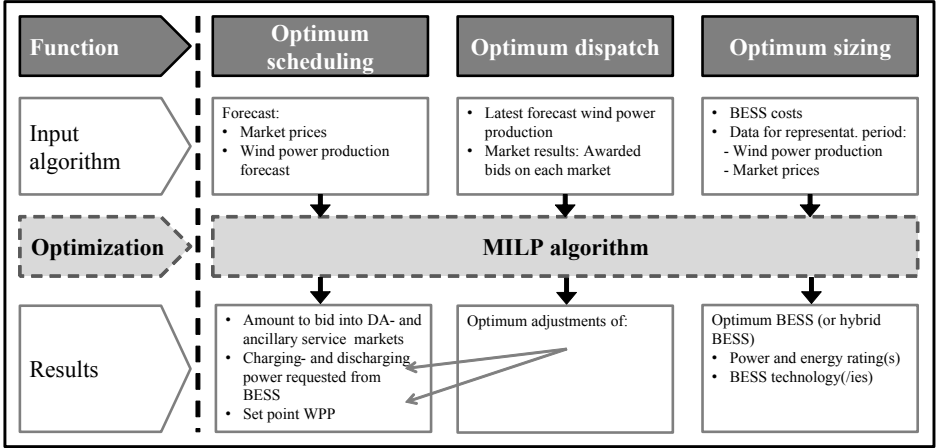 Function
Optimum
scheduling
Optimum dispatch
Optimum sizing
Input
algorithm
Forecast:
• Market prices
• Wind power production
forecast
• Latest forecast wind power
production
• Market results: Awarded
bids on each market
• BESS costs
• Data for representat. period:
- Wind power production
- Market prices
Optimization
MILP algorithm
Results
• Amount to bid into DA- and
ancillary service markets
• Charging- and discharging
power requested from
BESS
• Set point WPP
Optimum adjustments of:
Optimum BESS (or hybrid
BESS)
• Power and energy rating(s)
• BESS technology(/ies)